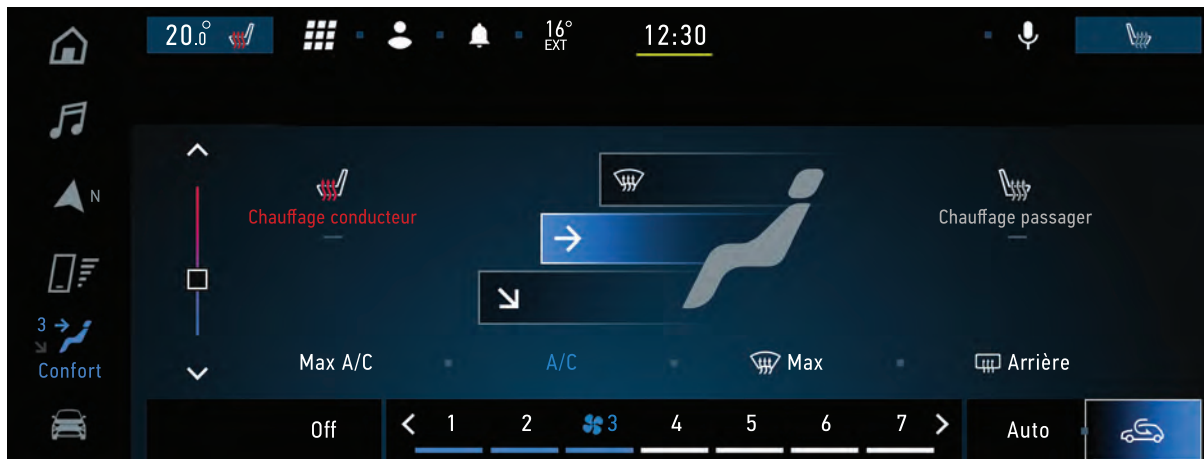 20.0°
16°
EXT
12:30
N
Chauffage conducteur
Chauffage passager
3
Confort
Max A/C
A/C
Max
Arrière
Off
1 2 3 4 5 6 7
Auto